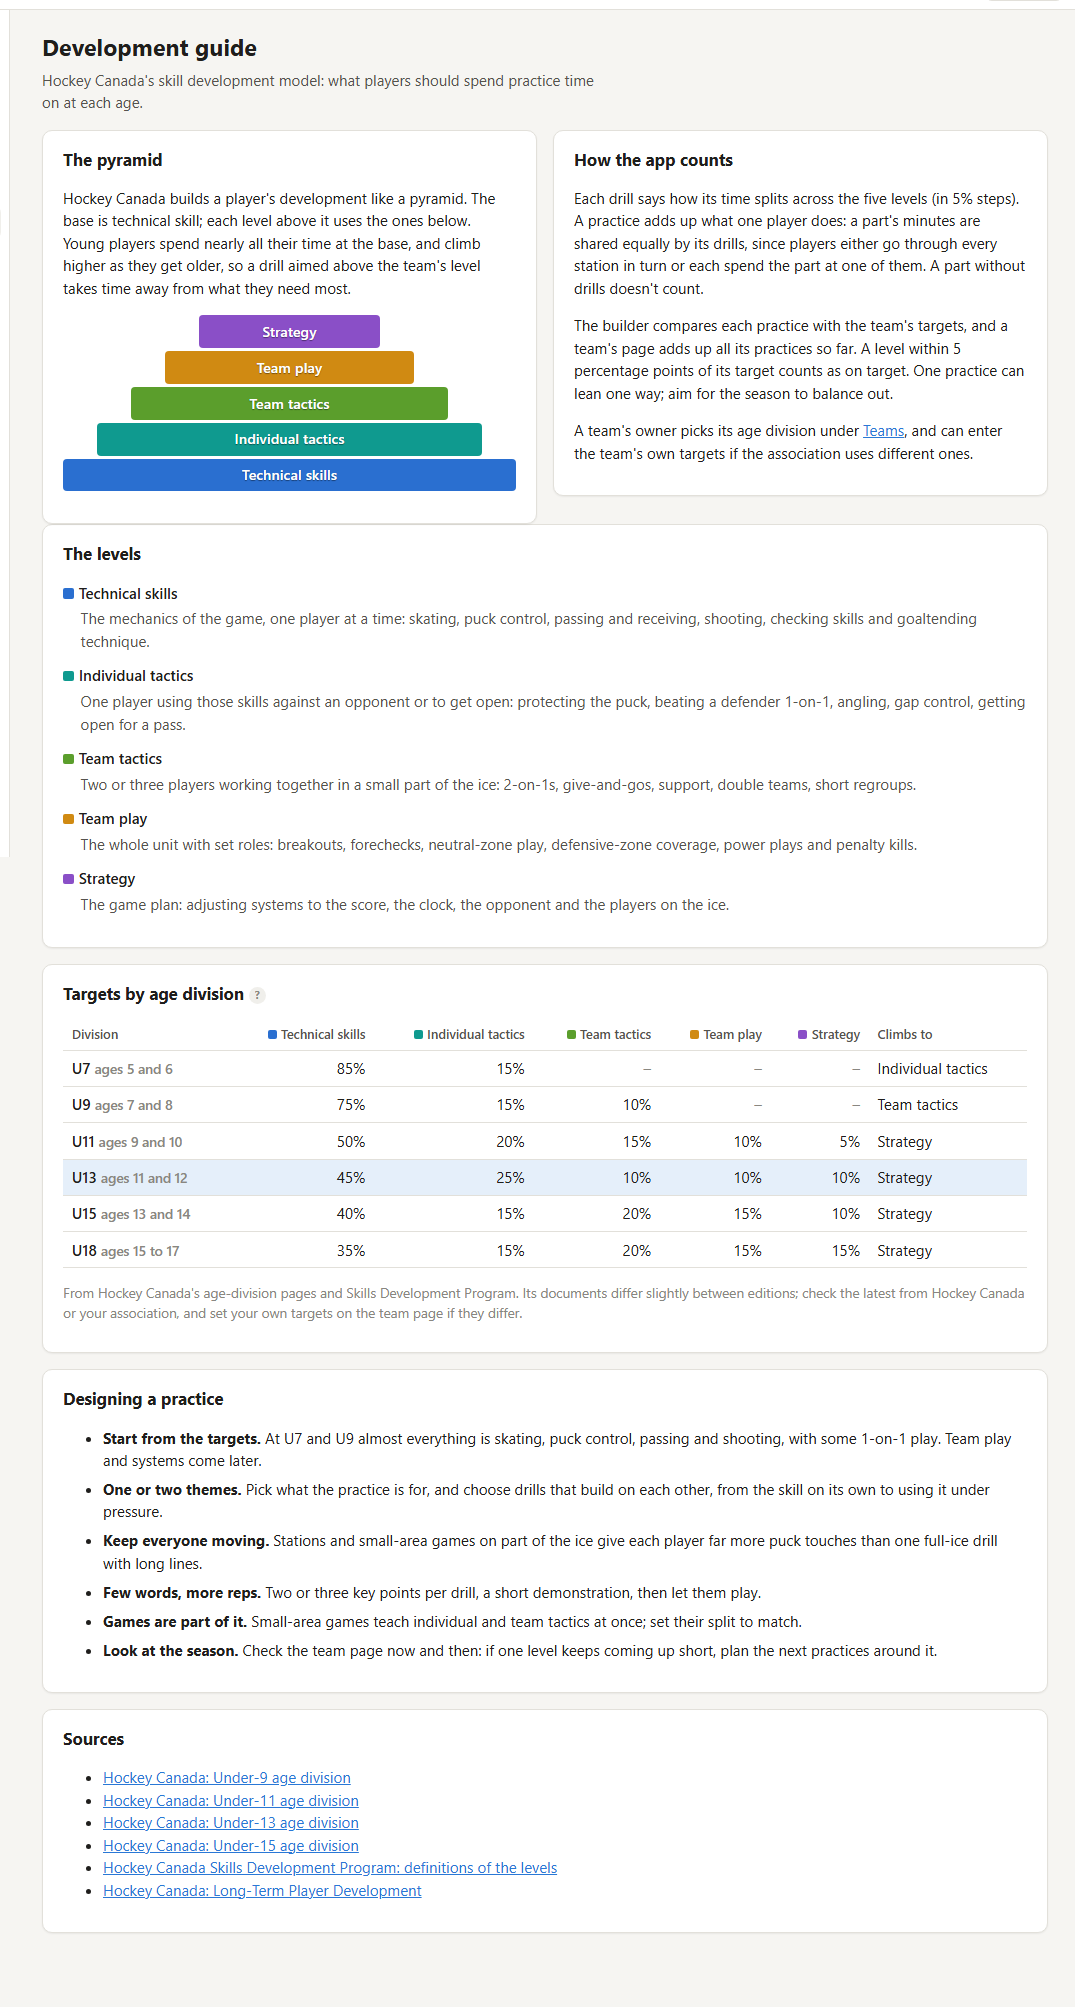 Development guide
Hockey Canada's skill development model: what players should spend practice time
on at each age.
The pyramid
Hockey Canada builds a player's development like a pyramid. The
base is technical skill; each level above it uses the ones below.
Young players spend nearly all their time at the base, and climb
higher as they get older, so a drill aimed above the team's level
takes time away from what they need most.
Strategy
Team play
Team tactics
Individual tactics
Technical skills
How the app counts
Each drill says how its time splits across the five levels (in 5% steps).
A practice adds up what one player does: a part's minutes are
shared equally by its drills, since players either go through every
station in turn or each spend the part at one of them. A part without
drills doesn't count.
The builder compares each practice with the team's targets, and a
team's page adds up all its practices so far. A level within 5
percentage points of its target counts as on target. One practice can
lean one way; aim for the season to balance out.
A team's owner picks its age division under Teams, and can enter
the team's own targets if the association uses different ones.
The levels
Technical skills
The mechanics of the game, one player at a time: skating, puck control, passing and receiving, shooting, checking skills and goaltending
technique.
Individual tactics
One player using those skills against an opponent or to get open: protecting the puck, beating a defender 1-on-1, angling, gap control, getting
open for a pass.
Team tactics
Two or three players working together in a small part of the ice: 2-on-1s, give-and-gos, support, double teams, short regroups.
Team play
The whole unit with set roles: breakouts, forechecks, neutral-zone play, defensive-zone coverage, power plays and penalty kills.
Strategy
The game plan: adjusting systems to the score, the clock, the opponent and the players on the ice.
Targets by age division ?
Division Technical skills Individual tactics Team tactics Team play Strategy Climbs to
U7 ages 5 and 6 85% 15% – – – Individual tactics
U9 ages 7 and 8 75% 15% 10% – – Team tactics
U11 ages 9 and 10 50% 20% 15% 10% 5% Strategy
U13 ages 11 and 12 45% 25% 10% 10% 10% Strategy
U15 ages 13 and 14 40% 15% 20% 15% 10% Strategy
U18 ages 15 to 17 35% 15% 20% 15% 15% Strategy
From Hockey Canada's age-division pages and Skills Development Program. Its documents differ slightly between editions; check the latest from Hockey Canada
or your association, and set your own targets on the team page if they differ.
Designing a practice
• Start from the targets. At U7 and U9 almost everything is skating, puck control, passing and shooting, with some 1-on-1 play. Team play
and systems come later.
• One or two themes. Pick what the practice is for, and choose drills that build on each other, from the skill on its own to using it under
pressure.
• Keep everyone moving. Stations and small-area games on part of the ice give each player far more puck touches than one full-ice drill
with long lines.
• Few words, more reps. Two or three key points per drill, a short demonstration, then let them play.
• Games are part of it. Small-area games teach individual and team tactics at once; set their split to match.
• Look at the season. Check the team page now and then: if one level keeps coming up short, plan the next practices around it.
Sources
• Hockey Canada: Under-9 age division
• Hockey Canada: Under-11 age division
• Hockey Canada: Under-13 age division
• Hockey Canada: Under-15 age division
• Hockey Canada Skills Development Program: definitions of the levels
• Hockey Canada: Long-Term Player Development